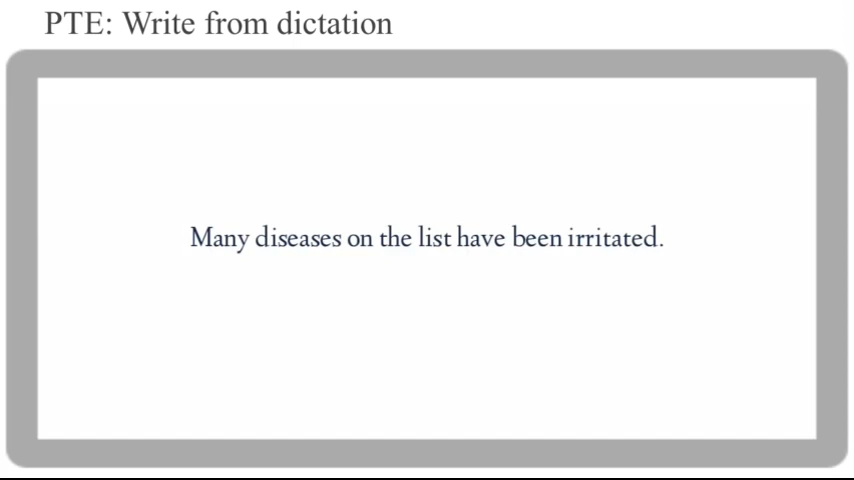 PTE: Write from dictation
Many diseases on the list have been irritated.